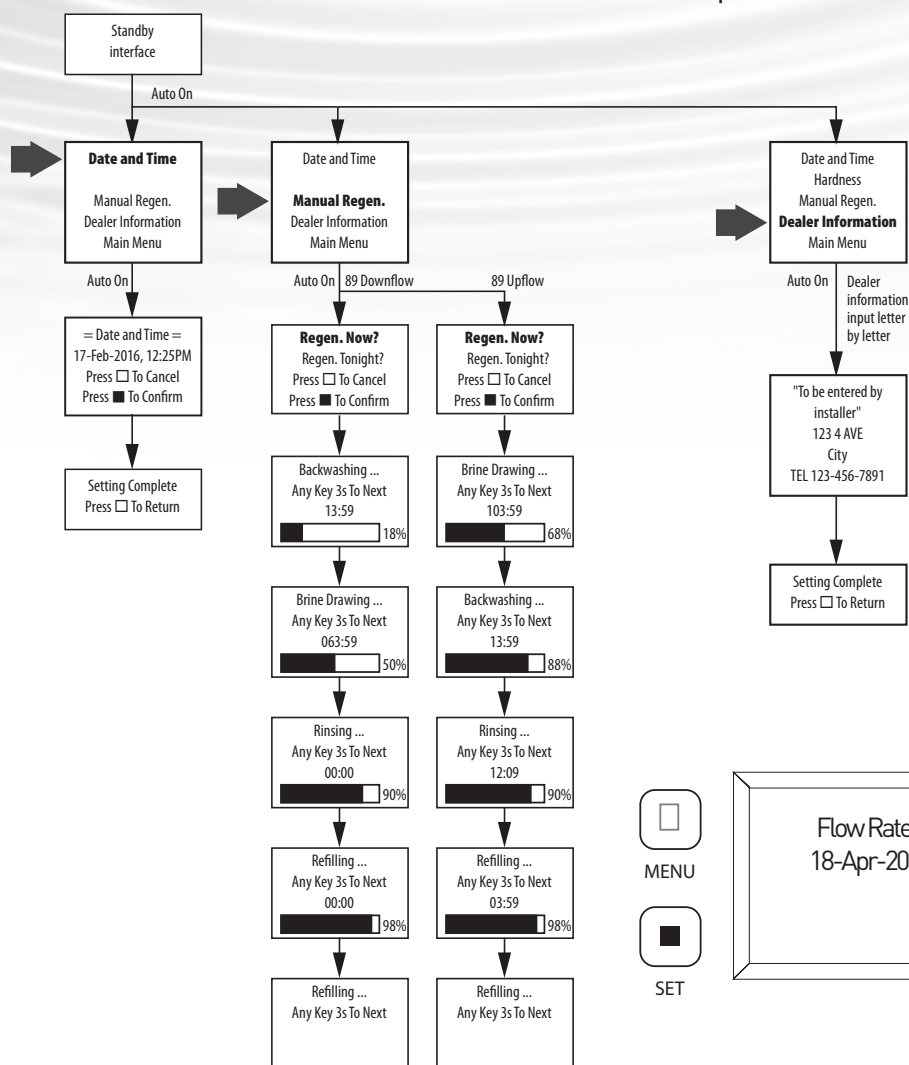 Standby
interface
Auto On
Date and Time
Manual Regen.
Dealer Information
Main Menu
Auto On
= Date and Time =
17-Feb-2016, 12:25PM
Press □ To Cancel
Press ■ To Confirm
Setting Complete
Press □ To Return
Date and Time
Manual Regen.
Dealer Information
Main Menu
Auto On
89 Downflow
89 Upflow
Regen. Now?
Regen. Tonight?
Press □ To Cancel
Press ■ To Confirm
Backwashing ...
Any Key 3s To Next
13:59
18%
Brine Drawing ...
Any Key 3s To Next
063:59
50%
Rinsing ...
Any Key 3s To Next
00:00
90%
Refilling ...
Any Key 3s To Next
00:00
98%
Refilling ...
Any Key 3s To Next
Regen. Now?
Regen. Tonight?
Press □ To Cancel
Press ■ To Confirm
Brine Drawing ...
Any Key 3s To Next
103:59
68%
Backwashing ...
Any Key 3s To Next
13:59
88%
Rinsing ...
Any Key 3s To Next
12:09
90%
Refilling ...
Any Key 3s To Next
03:59
98%
Refilling ...
Any Key 3s To Next
Date and Time
Hardness
Manual Regen.
Dealer Information
Main Menu
Auto On
Dealer
information
input letter
by letter
"To be entered by
installer"
123 4 AVE
City
TEL 123-456-7891
Setting Complete
Press □ To Return
MENU
SET
Flow Rate
18-Apr-20